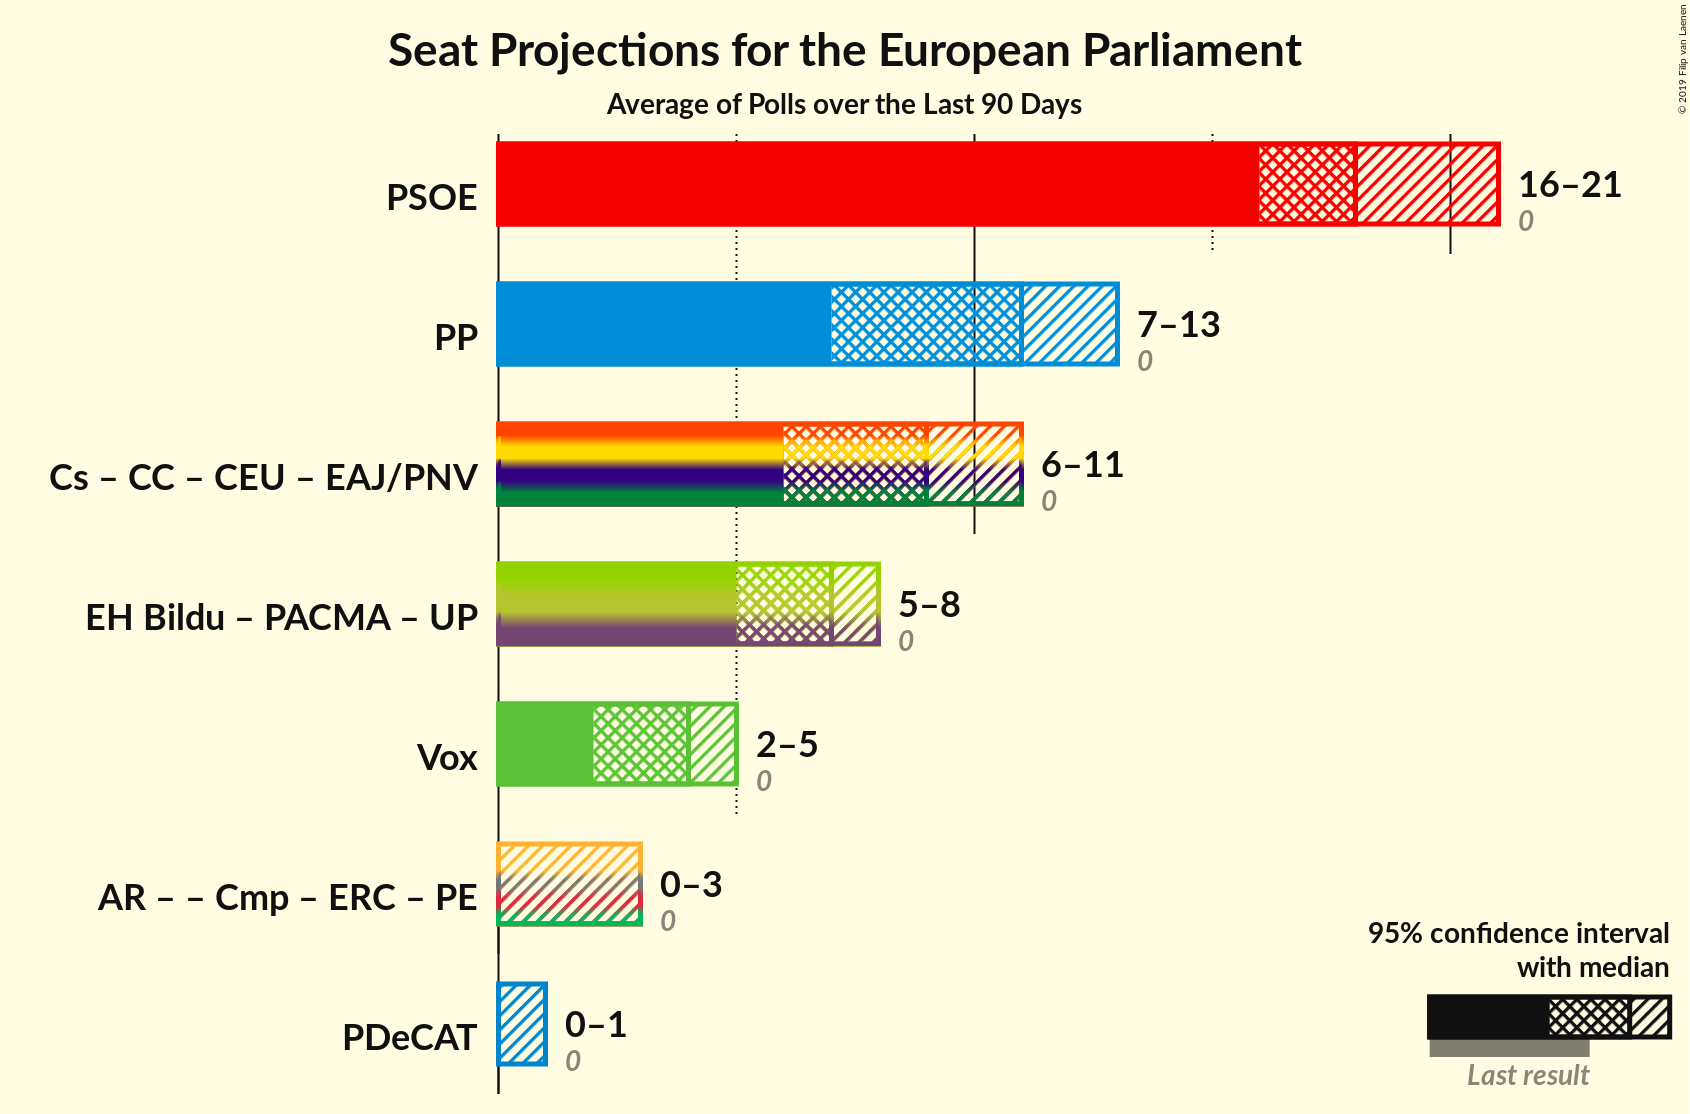 Seat Projections for the European Parliament
Average of Polls over the Last 90 Days
© 2019 Filip van Laenen
PSOE
16–21
0
PP
7–13
0
Cs – CC – CEU – EAJ/PNV
6–11
0
EH Bildu – PACMA – UP
5–8
0
Vox
2–5
0
AR – – Cmp – ERC – PE
0–3
0
PDeCAT
0–1
0
95% confidence interval
with median
Last result